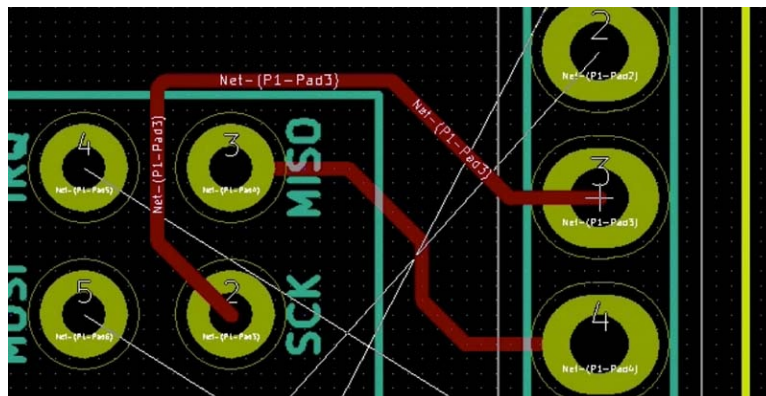 2
Net-(P1-Pad2)
Net-(P1-Pad3)
Net-(P1-Pad3)
Net-(P1-Pad3)
IRQ
4
Net-(P1-Pad5)
3
Net-(P1-Pad4)
MISO
3
Net-(P1-Pad3)
MOSI
5
Net-(P1-Pad6)
2
Net-(P1-Pad3)
SCK
4
Net-(P1-Pad4)